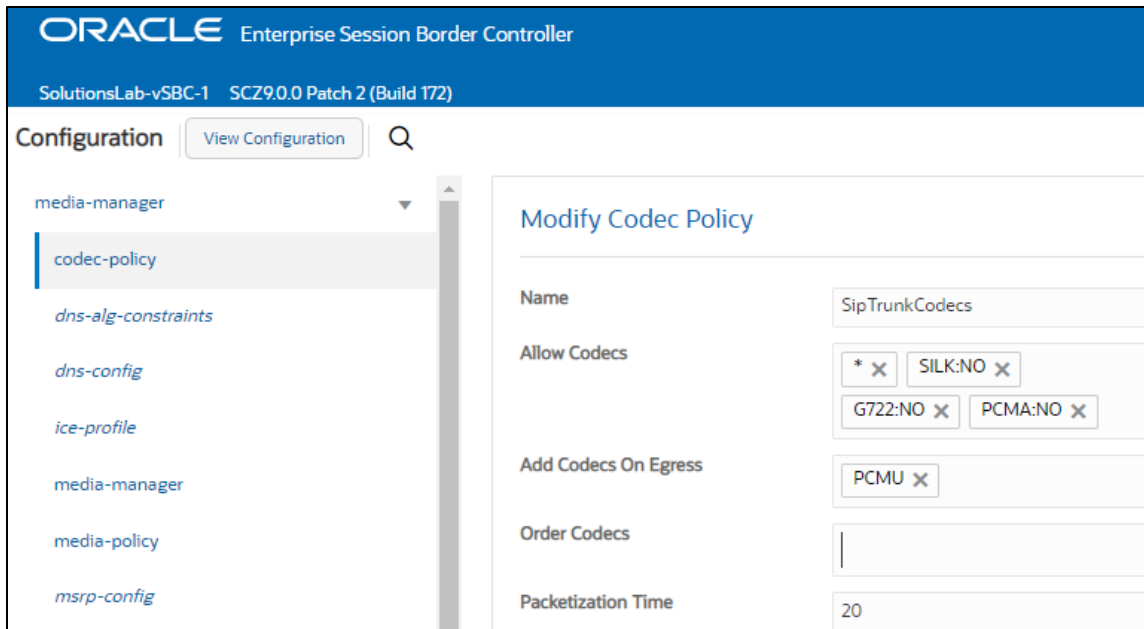 ORACLE Enterprise Session Border Controller
SolutionsLab-vSBC-1 SCZ9.0.0 Patch 2 (Build 172)
Configuration View Configuration
media-manager
codec-policy
dns-alg-constraints
dns-config
ice-profile
media-manager
media-policy
msrp-config
Modify Codec Policy
Name SipTrunkCodecs
Allow Codecs * SILK:NO
G722:NO PCMA:NO
Add Codecs On Egress PCMU
Order Codecs
Packetization Time 20